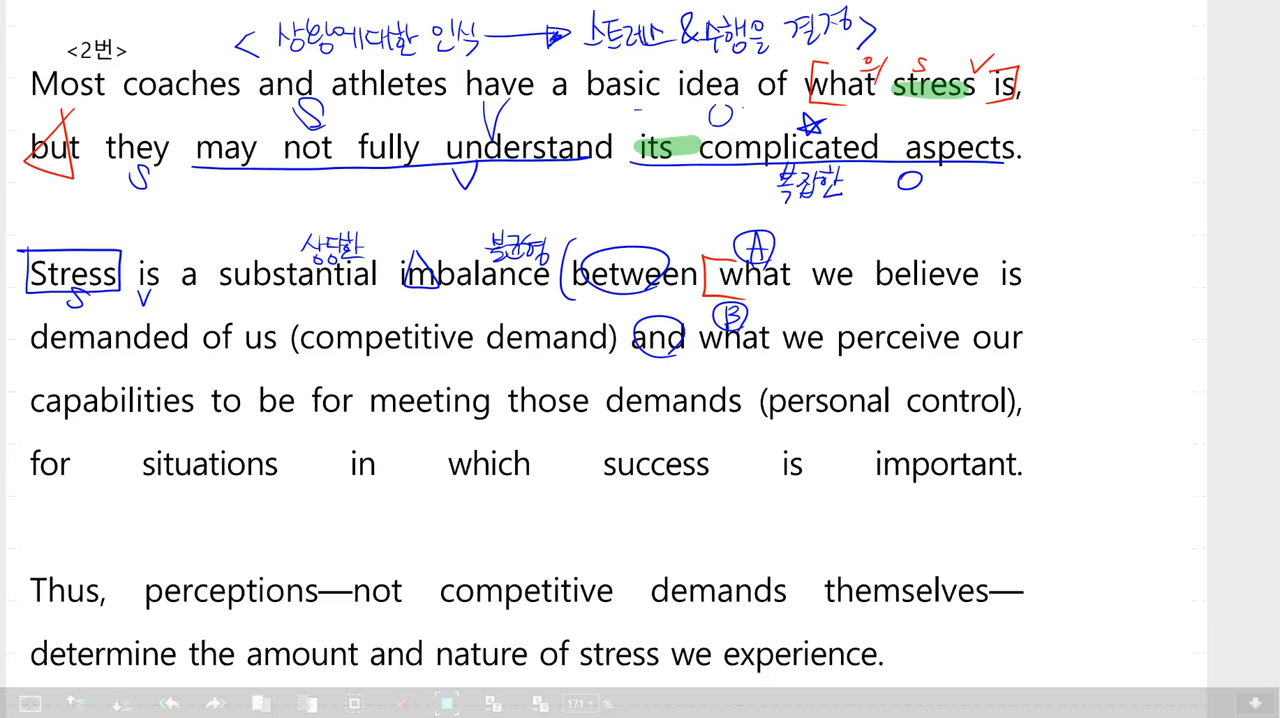 < 상황에대한 인식 → 스트레스 & 수행을 결정 >
<2번>
Most coaches and athletes have a basic idea of what stress is,
의 S V
S V O
but they may not fully understand its complicated aspects.
S V 복잡한 O
상당한 불균형 A
Stress is a substantial imbalance (between what we believe is
S V B
demanded of us (competitive demand) and what we perceive our
capabilities to be for meeting those demands (personal control),
for situations in which success is important.
Thus, perceptions—not competitive demands themselves—
determine the amount and nature of stress we experience.
171 %